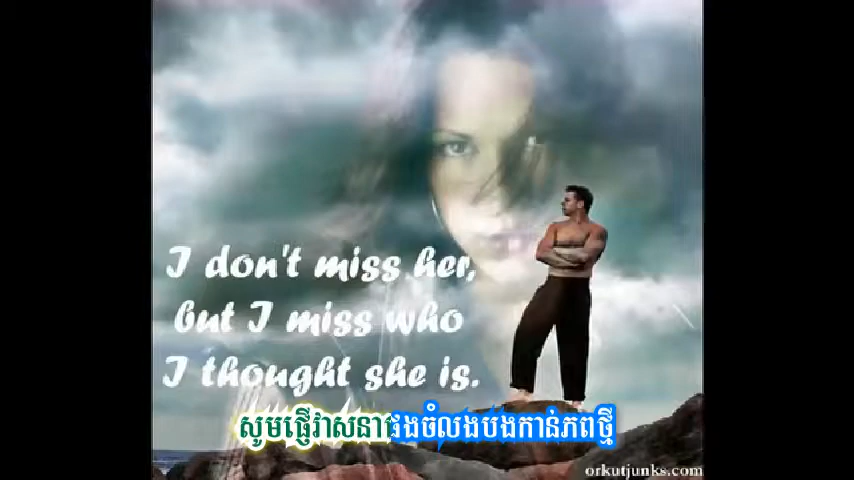 I don't miss her,
but I miss who
I thought she is.
សូមផ្ញើវាសនាផងចំលងបងកាន់ភពថ្មី
orkutjunks.com